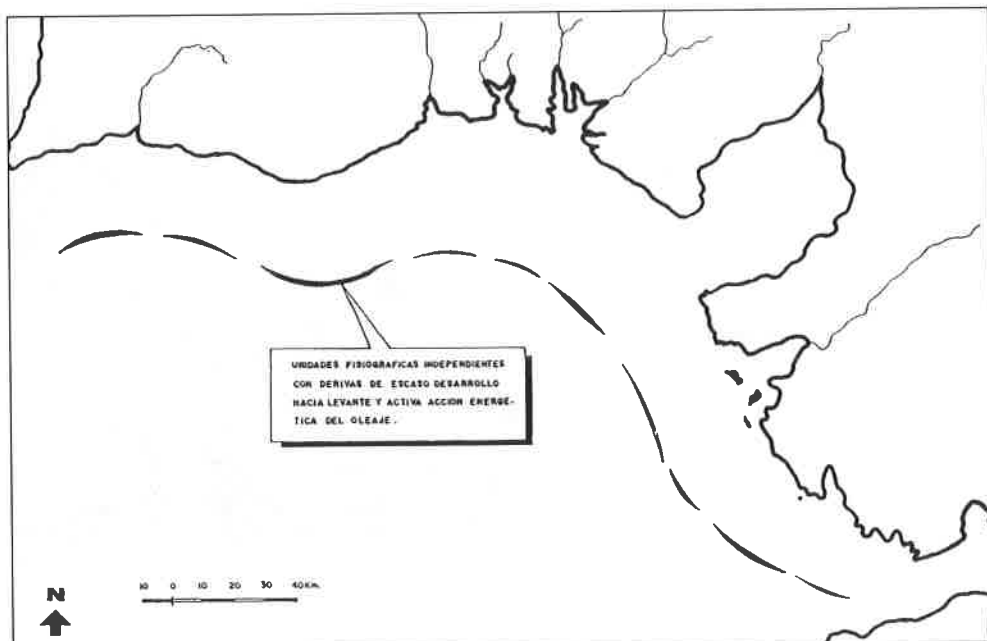 UNIDADES FISIOGRAFICAS INDEPENDIENTES
CON DERIVAS DE ESCASO DESARROLLO
HACIA LEVANTE Y ACTIVA ACCION ENERGE-
TICA DEL OLEAJE.
10 0 10 20 30 40 Km.
N